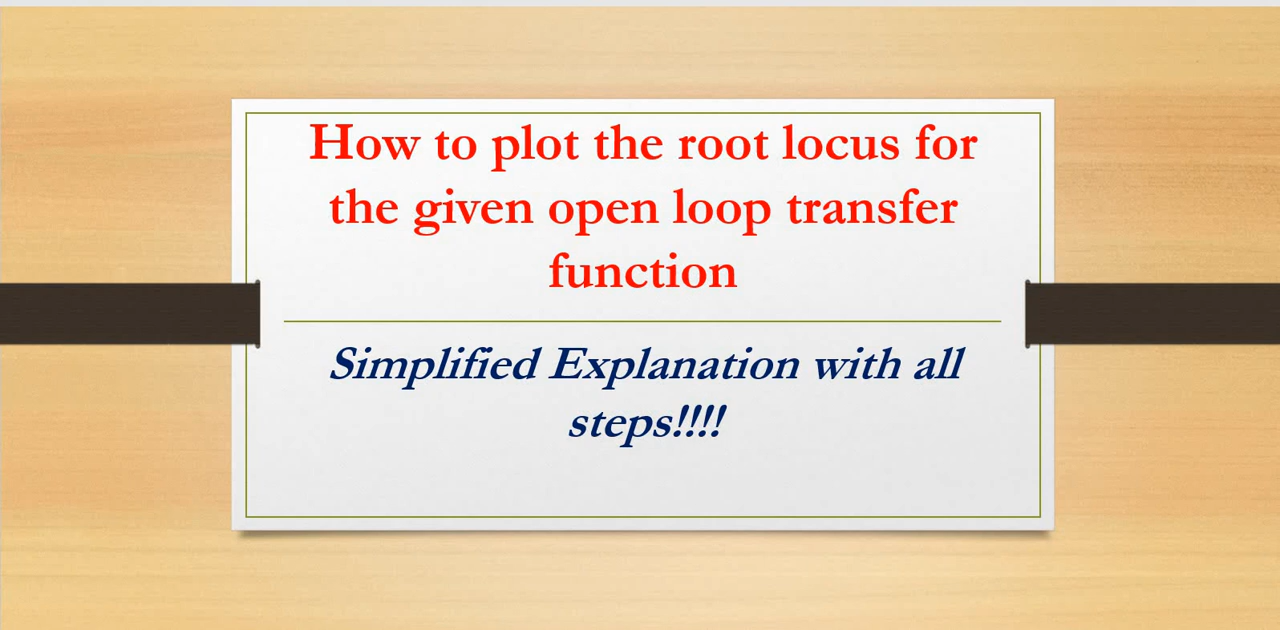 How to plot the root locus for
the given open loop transfer
function
Simplified Explanation with all
steps!!!!